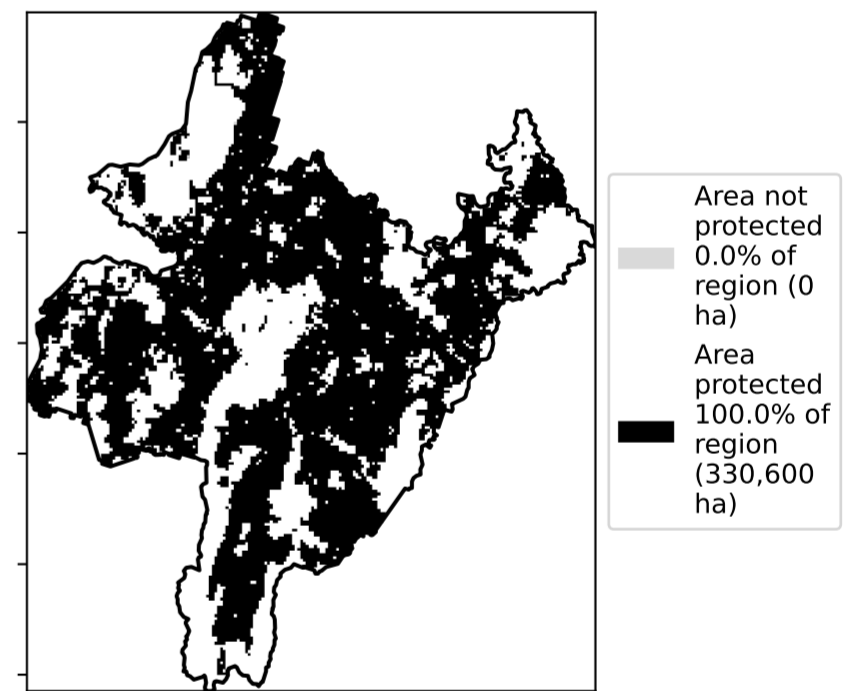 Area not
protected
0.0% of
region (0
ha)
Area
protected
100.0% of
region
(330,600
ha)